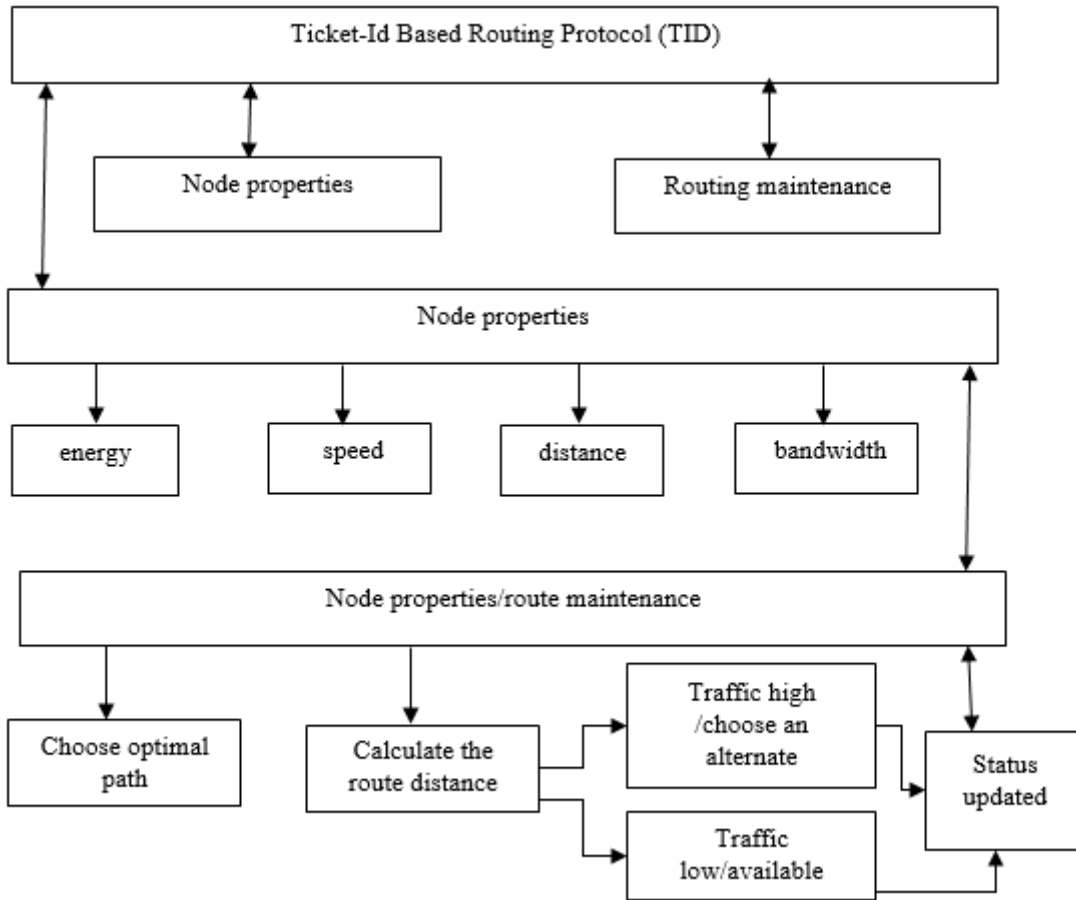 Ticket-Id Based Routing Protocol (TID)
Node properties
Routing maintenance
Node properties
energy
speed
distance
bandwidth
Node properties/route maintenance
Choose optimal
path
Calculate the
route distance
Traffic high
/choose an
alternate
Traffic
low/available
Status
updated